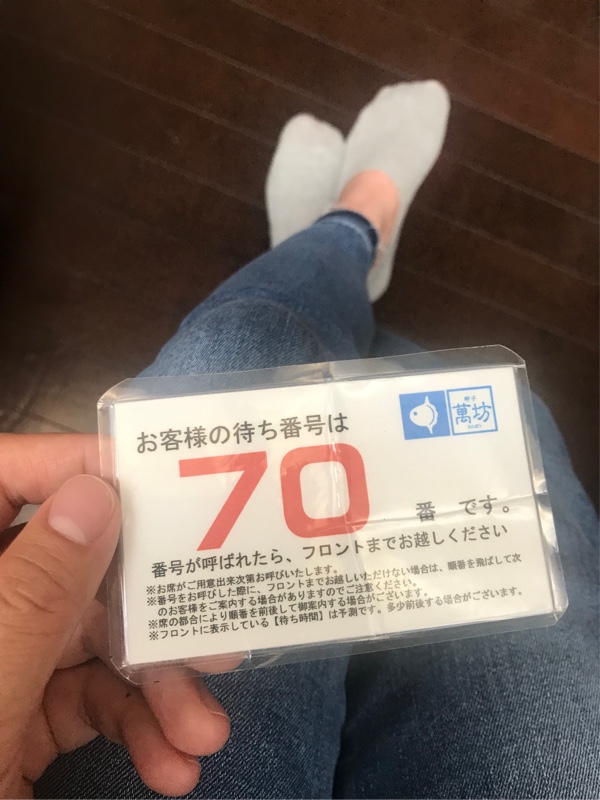 お客様の待ち番号は
萬坊
70
番 です。
番号が呼ばれたら、フロントまでお越しください
※お席がご用意出来次第お呼びいたします。
※番号をお呼びした際に、フロントまでお越しいただけない場合は、順番を飛ばして次
のお客様をご案内する場合がありますのでご注意ください。
※席の都合により順番を前後して御案内する場合がございます。
※フロントに表示している【待ち時間】は予測です。多少前後する場合がございます。